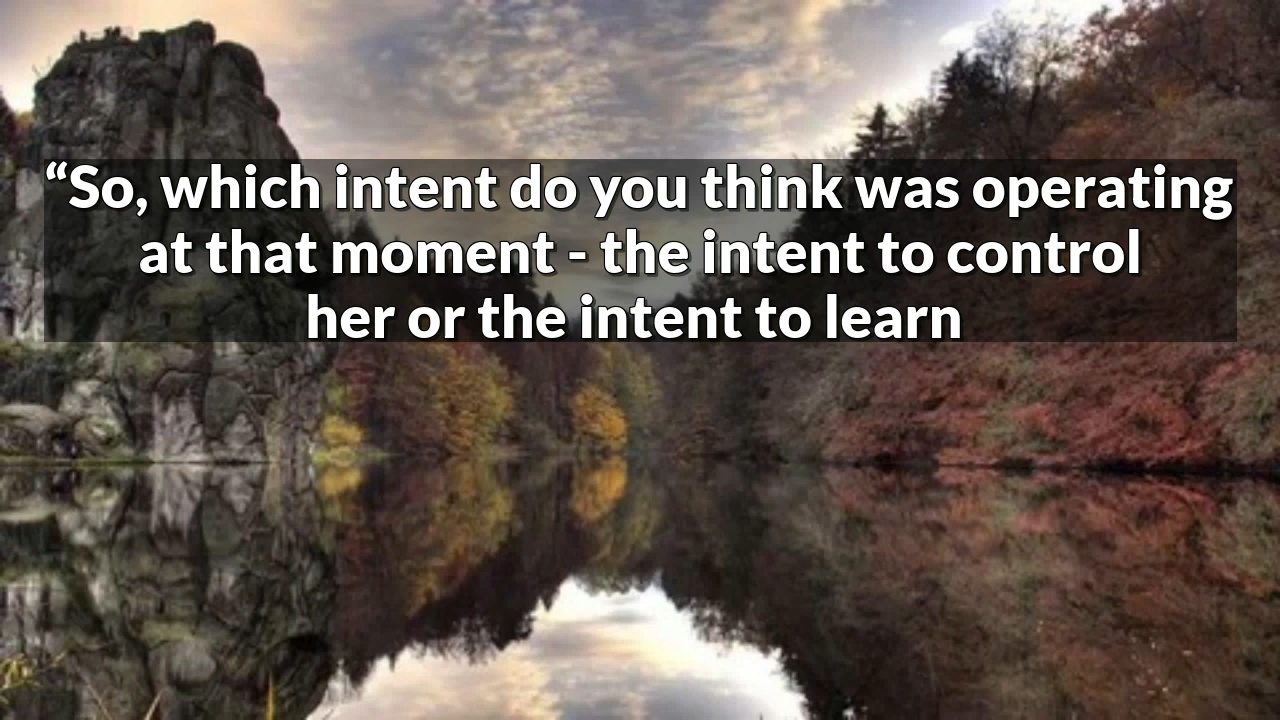 “So, which intent do you think was operating
at that moment - the intent to control
her or the intent to learn